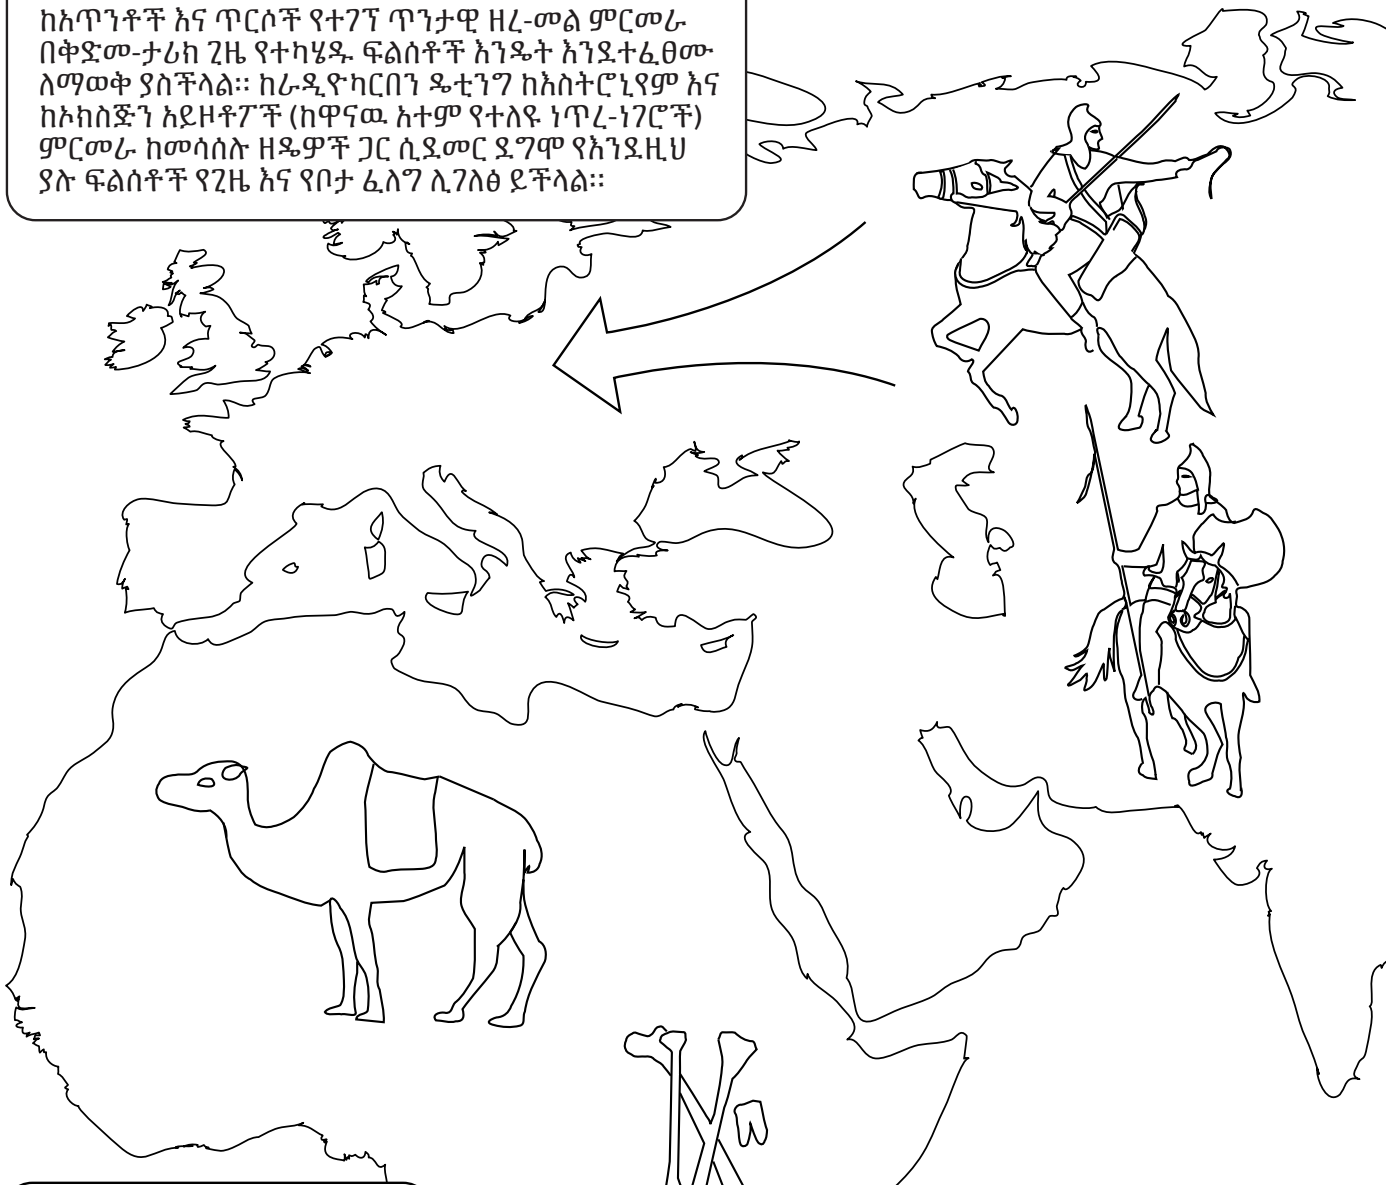 ከአጥንቶች እና ጥርሶች የተገኘ ጥንታዊ ዘረ-መል ምርመራ
በቅድመ-ታሪክ ጊዜ የተካሄዱ ፍልሰቶች እንዴት እንደተፈፀሙ
ለማወቅ ያስችላል፡፡ ከራዲዮካርበን ዴቲንግ ከእስትሮኒየም እና
ከኦክስጅን አይዞቶፖች (ከዋናዉ አተም የተለዩ ነጥረ-ነገሮች)
ምርመራ ከመሳሰሉ ዘዴዎች ጋር ሲደመር ደግሞ የእንደዚህ
ያሉ ፍልሰቶች የጊዜ እና የቦታ ፈለግ ሊገለፅ ይችላል፡፡